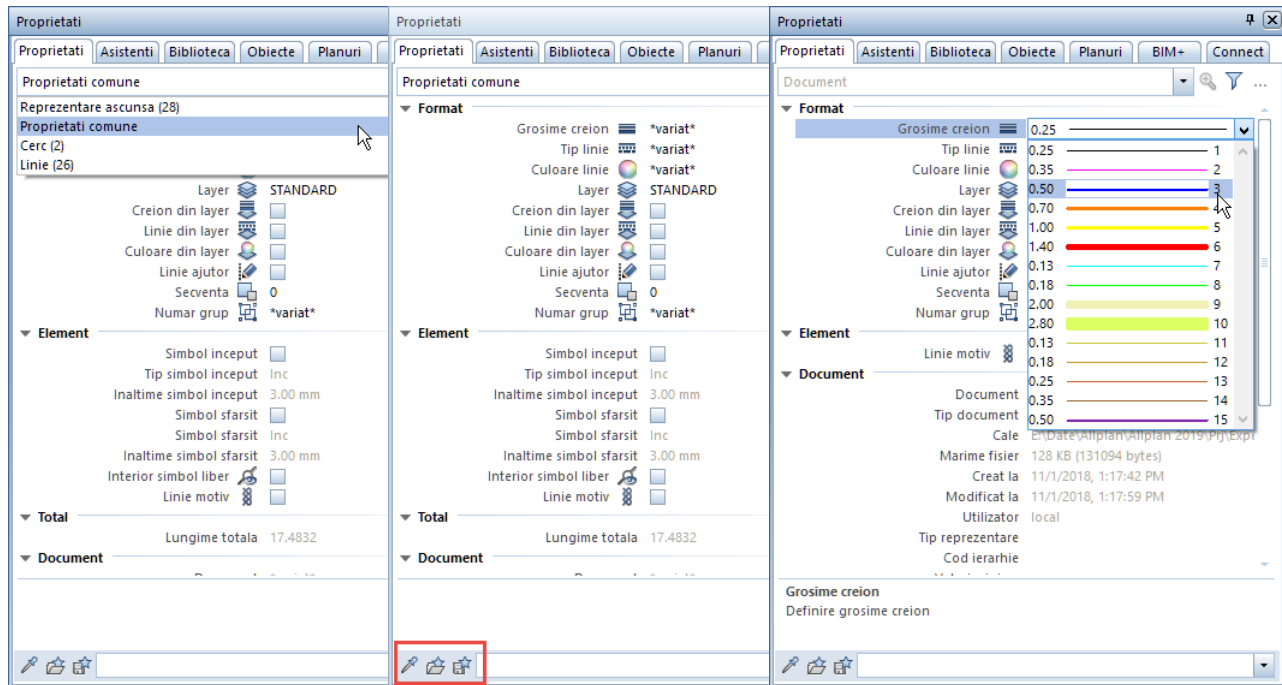 Proprietati
Proprietati Asistenti Biblioteca Obiecte Planuri
Proprietati comune
Reprezentare ascunsa (28)
Proprietati comune
Cerc (2)
Linie (26)
Layer STANDARD
Creion din layer
Linie din layer
Culoare din layer
Linie ajutor
Secventa 0
Numar grup *variat*
Element
Simbol inceput
Tip simbol inceput Inc
Inaltime simbol inceput 3.00 mm
Simbol sfarsit
Simbol sfarsit Inc
Inaltime simbol sfarsit 3.00 mm
Interior simbol liber
Linie motiv
Total
Lungime totala 17.4832
Document
Proprietati
Proprietati Asistenti Biblioteca Obiecte Planuri
Proprietati comune
Format
Grosime creion *variat*
Tip linie *variat*
Culoare linie *variat*
Layer STANDARD
Creion din layer
Linie din layer
Culoare din layer
Linie ajutor
Secventa 0
Numar grup *variat*
Element
Simbol inceput
Tip simbol inceput Inc
Inaltime simbol inceput 3.00 mm
Simbol sfarsit
Simbol sfarsit Inc
Inaltime simbol sfarsit 3.00 mm
Interior simbol liber
Linie motiv
Total
Lungime totala 17.4832
Document
Proprietati
Proprietati Asistenti Biblioteca Obiecte Planuri BIM+ Connect
Document
Format
Grosime creion 0.25
Tip linie
Culoare linie
Layer
Creion din layer
Linie din layer
Culoare din layer
Linie ajutor
Secventa
Numar grup
Element
Linie motiv
Document
0.25 1
0.35 2
0.50 3
0.70 4
1.00 5
1.40 6
0.13 7
0.18 8
2.00 9
2.80 10
0.13 11
0.18 12
0.25 13
0.35 14
0.50 15
Document
Tip document
Cale E:\Date\Allplan\Allplan 2019\Prj\Exp
Marime fisier 128 KB (131094 bytes)
Creat la 11/1/2018, 1:17:42 PM
Modificat la 11/1/2018, 1:17:59 PM
Utilizator local
Tip reprezentare
Cod ierarhie
Grosime creion
Definire grosime creion